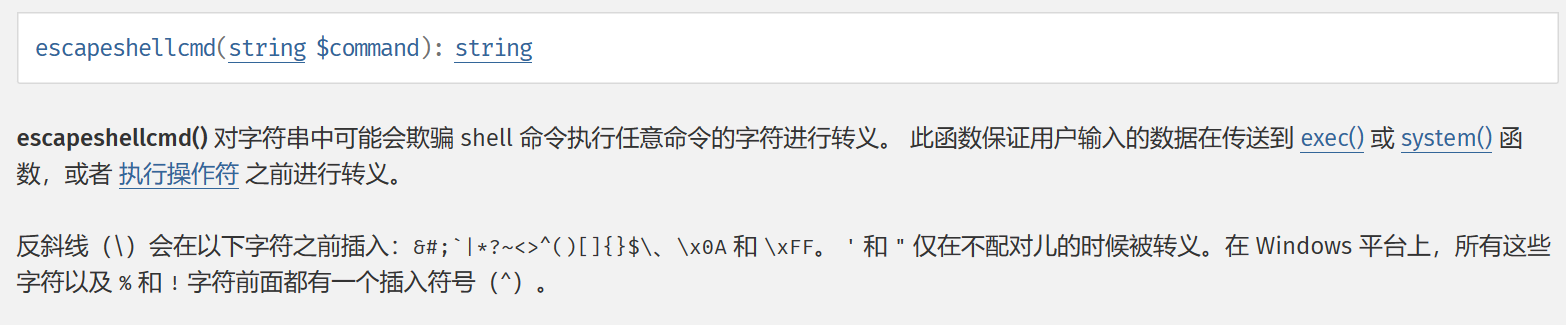 escapeshellcmd(string $command): string
escapeshellcmd() 对字符串中可能会欺骗 shell 命令执行任意命令的字符进行转义。 此函数保证用户输入的数据在传送到 exec() 或 system() 函
数，或者 执行操作符 之前进行转义。
反斜线（\）会在以下字符之前插入：&#;`|*?~<>^()[]{}$\、\x0A 和 \xFF。 ' 和 " 仅在不配对儿的时候被转义。在 Windows 平台上，所有这些
字符以及 % 和 ! 字符前面都有一个插入符号（^）。